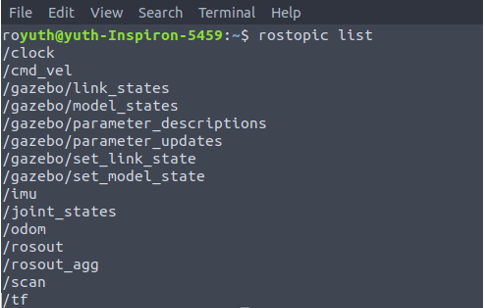 File Edit View Search Terminal Help
royuth@yuth-Inspiron-5459:~$ rostopic list
/clock
/cmd_vel
/gazebo/link_states
/gazebo/model_states
/gazebo/parameter_descriptions
/gazebo/parameter_updates
/gazebo/set_link_state
/gazebo/set_model_state
/imu
/joint_states
/odom
/rosout
/rosout_agg
/scan
/tf